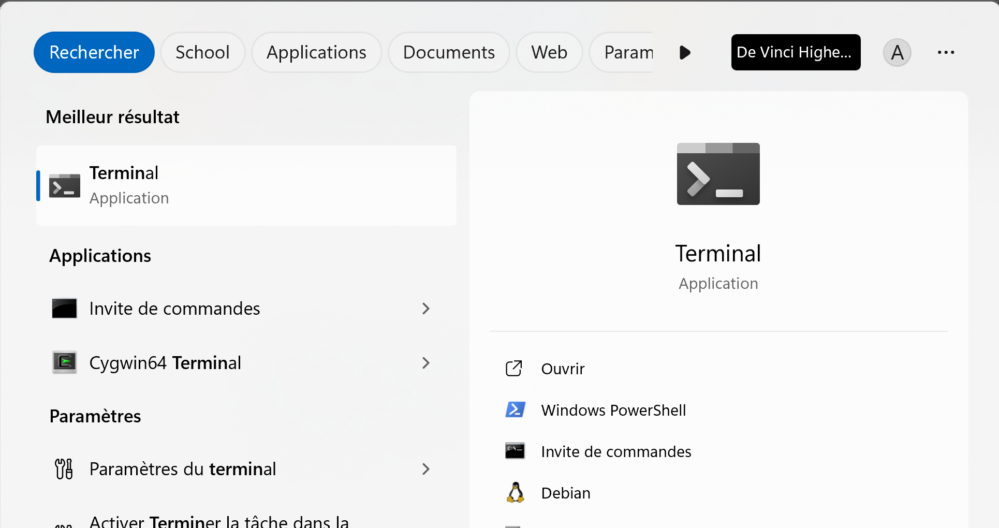 Rechercher
School
Applications
Documents
Web
Param
De Vinci Highe...
A
Meilleur résultat
Terminal
Application
Applications
Invite de commandes
Cygwin64 Terminal
Paramètres
Paramètres du terminal
Activer Terminer la tâche dans la
Terminal
Application
Ouvrir
Windows PowerShell
Invite de commandes
Debian